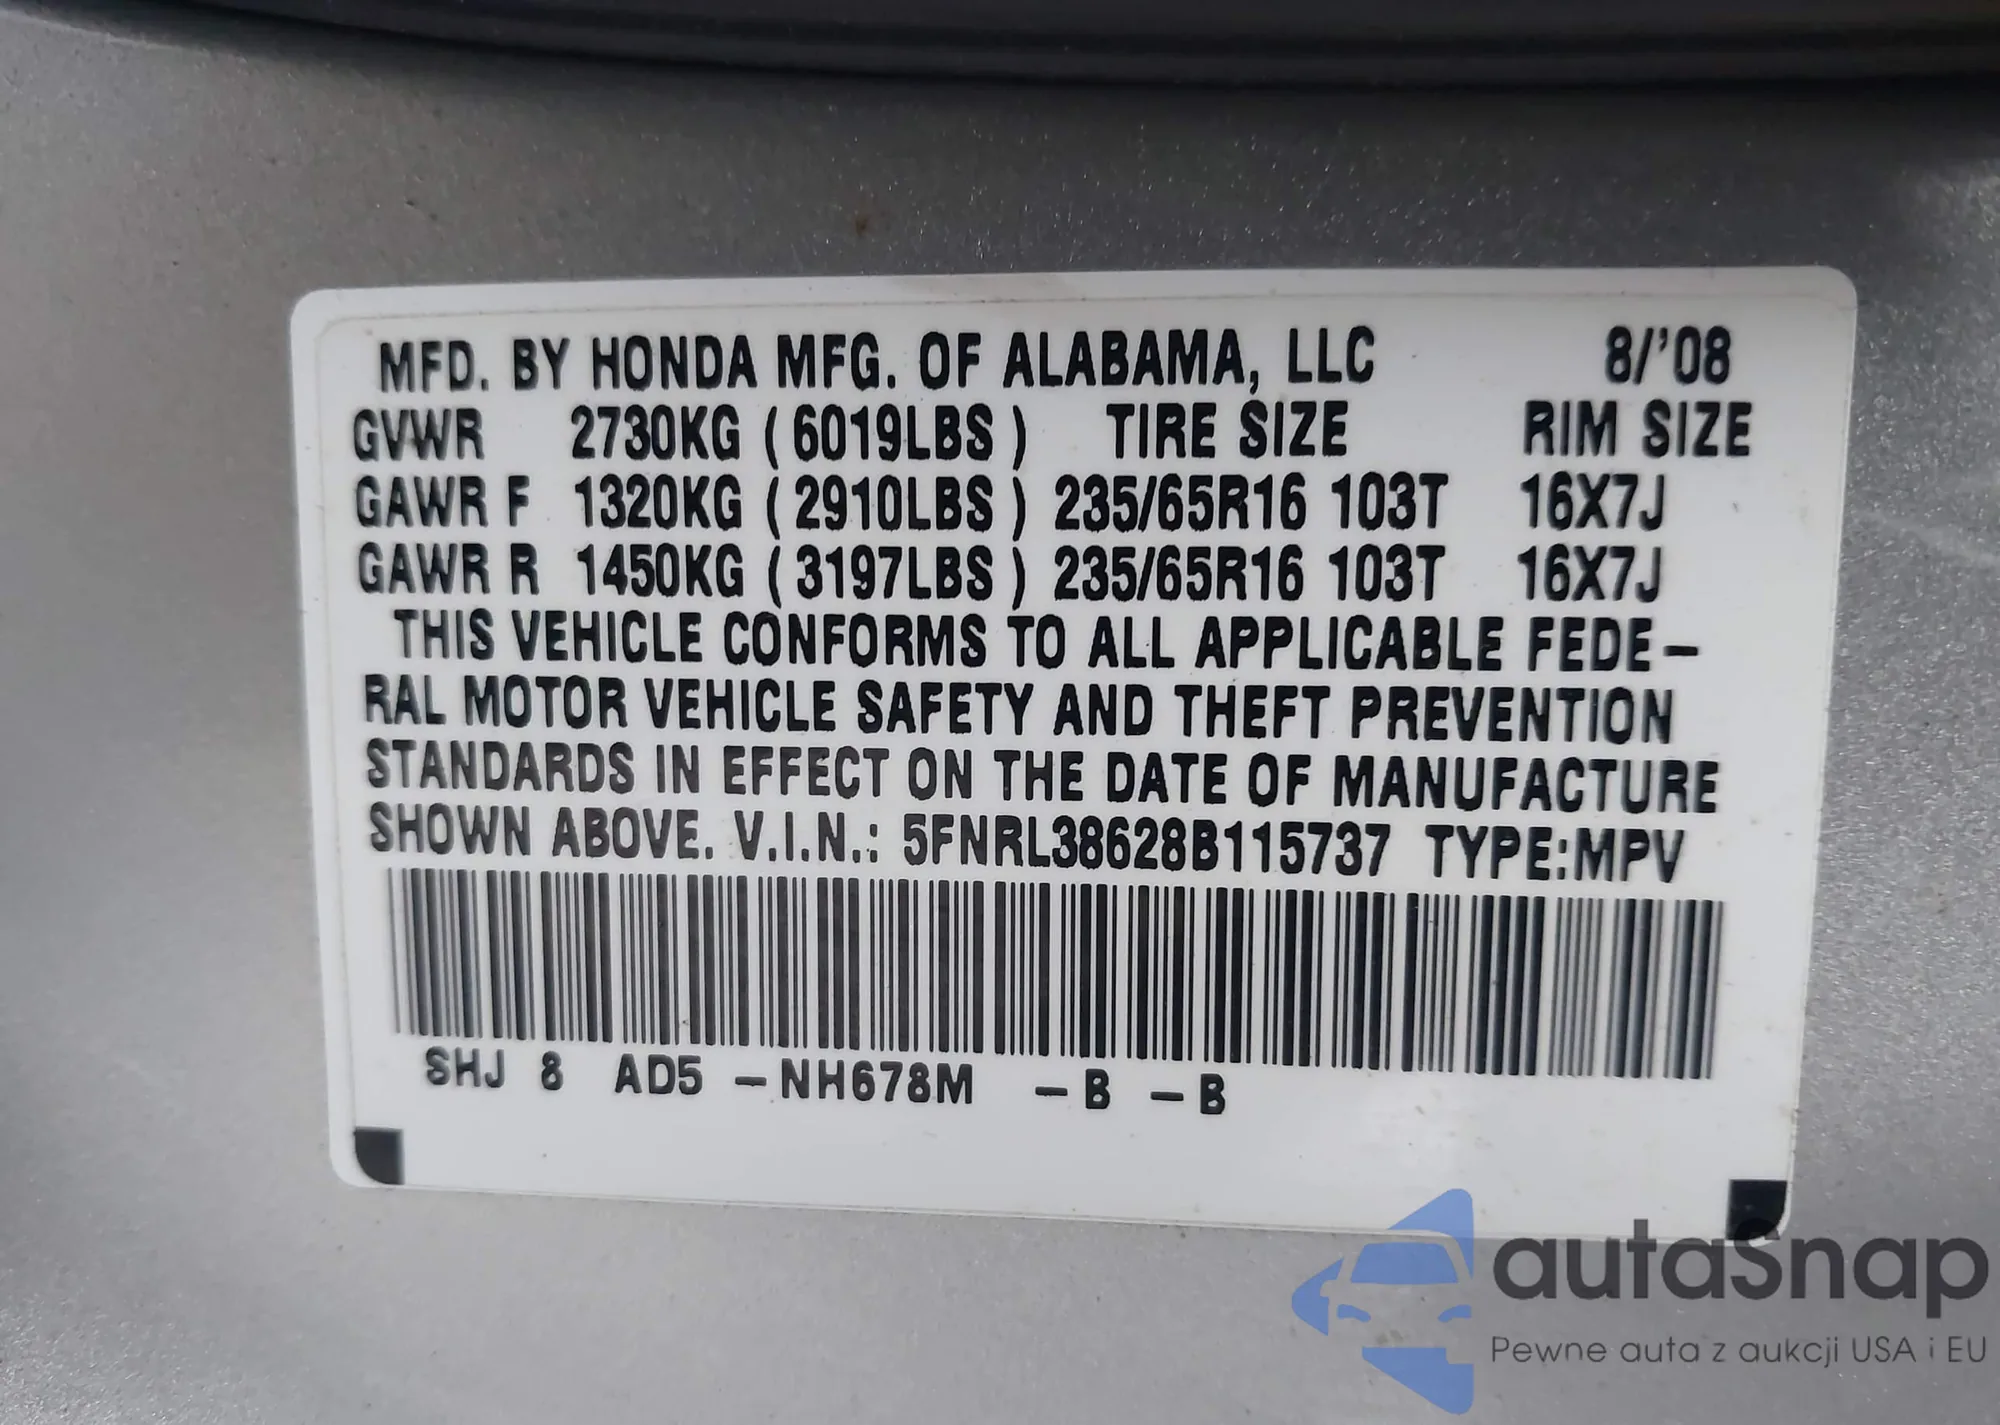 MFD. BY HONDA MFG. OF ALABAMA, LLC 8/'08
GVWR 2730KG (6019LBS) TIRE SIZE RIM SIZE
GAWR F 1320KG (2910LBS) 235/65R16 103T 16X7J
GAWR R 1450KG (3197LBS) 235/65R16 103T 16X7J
THIS VEHICLE CONFORMS TO ALL APPLICABLE FEDE-
RAL MOTOR VEHICLE SAFETY AND THEFT PREVENTION
STANDARDS IN EFFECT ON THE DATE OF MANUFACTURE
SHOWN ABOVE. V.I.N.: 5FNRL38628B115737 TYPE:MPV
SHJ 8 AD5 -NH678M -B -B
autaSnap
Pewne auta z aukcji USA i EU